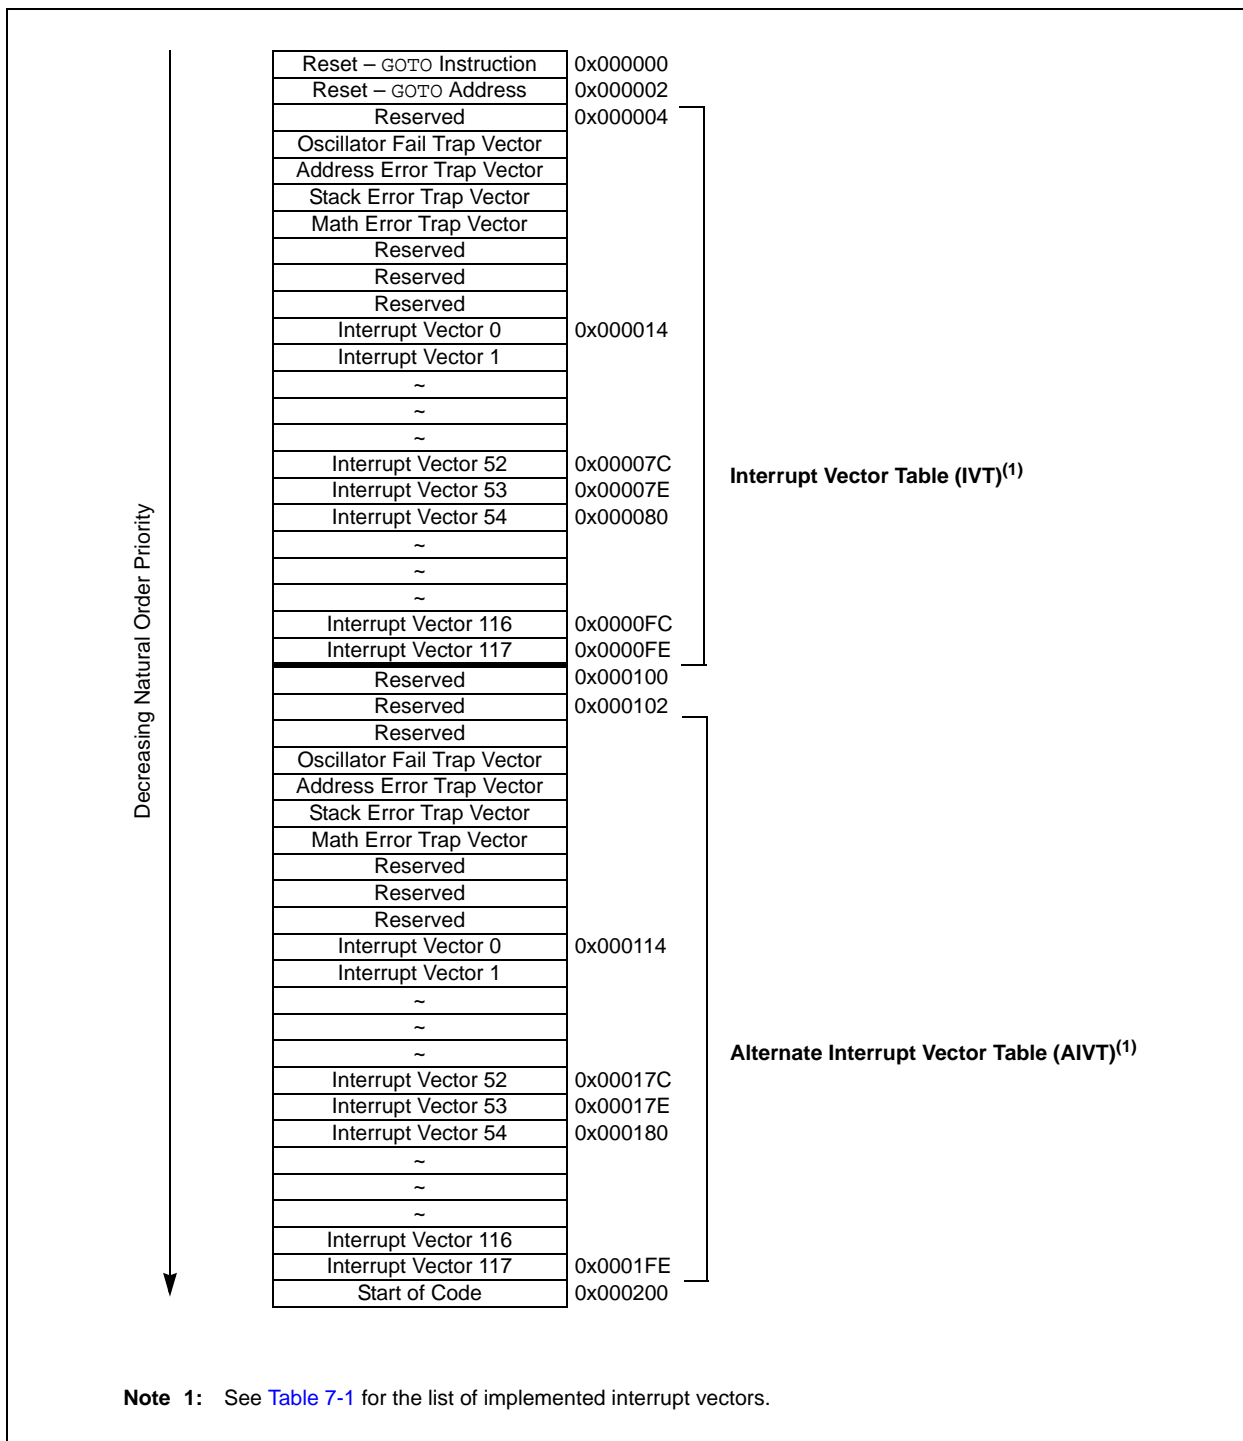 Decreasing Natural Order Priority
Reset – GOTO Instruction 0x000000
Reset – GOTO Address 0x000002
Reserved 0x000004
Oscillator Fail Trap Vector
Address Error Trap Vector
Stack Error Trap Vector
Math Error Trap Vector
Reserved
Reserved
Reserved
Interrupt Vector 0 0x000014
Interrupt Vector 1
~
~
~
Interrupt Vector 52 0x00007C
Interrupt Vector 53 0x00007E
Interrupt Vector 54 0x000080
~
~
~
Interrupt Vector 116 0x0000FC
Interrupt Vector 117 0x0000FE
Interrupt Vector Table (IVT)(1)
Reserved 0x000100
Reserved 0x000102
Reserved
Oscillator Fail Trap Vector
Address Error Trap Vector
Stack Error Trap Vector
Math Error Trap Vector
Reserved
Reserved
Reserved
Interrupt Vector 0 0x000114
Interrupt Vector 1
~
~
~
Interrupt Vector 52 0x00017C
Interrupt Vector 53 0x00017E
Interrupt Vector 54 0x000180
~
~
~
Interrupt Vector 116
Interrupt Vector 117 0x0001FE
Alternate Interrupt Vector Table (AIVT)(1)
Start of Code 0x000200
Note 1: See Table 7-1 for the list of implemented interrupt vectors.